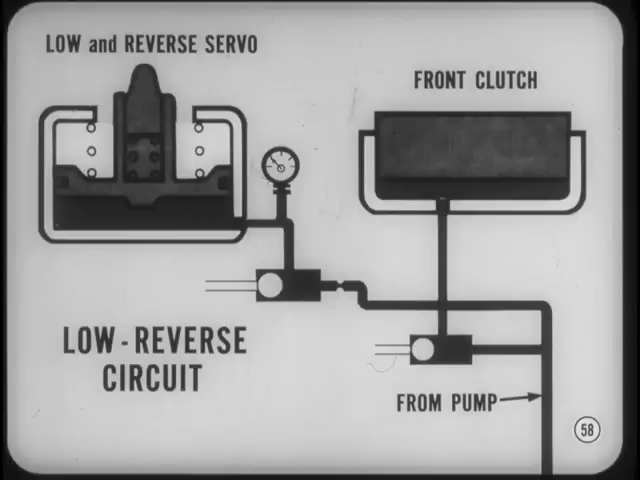 LOW and REVERSE SERVO
FRONT CLUTCH
LOW - REVERSE
CIRCUIT
FROM PUMP
58